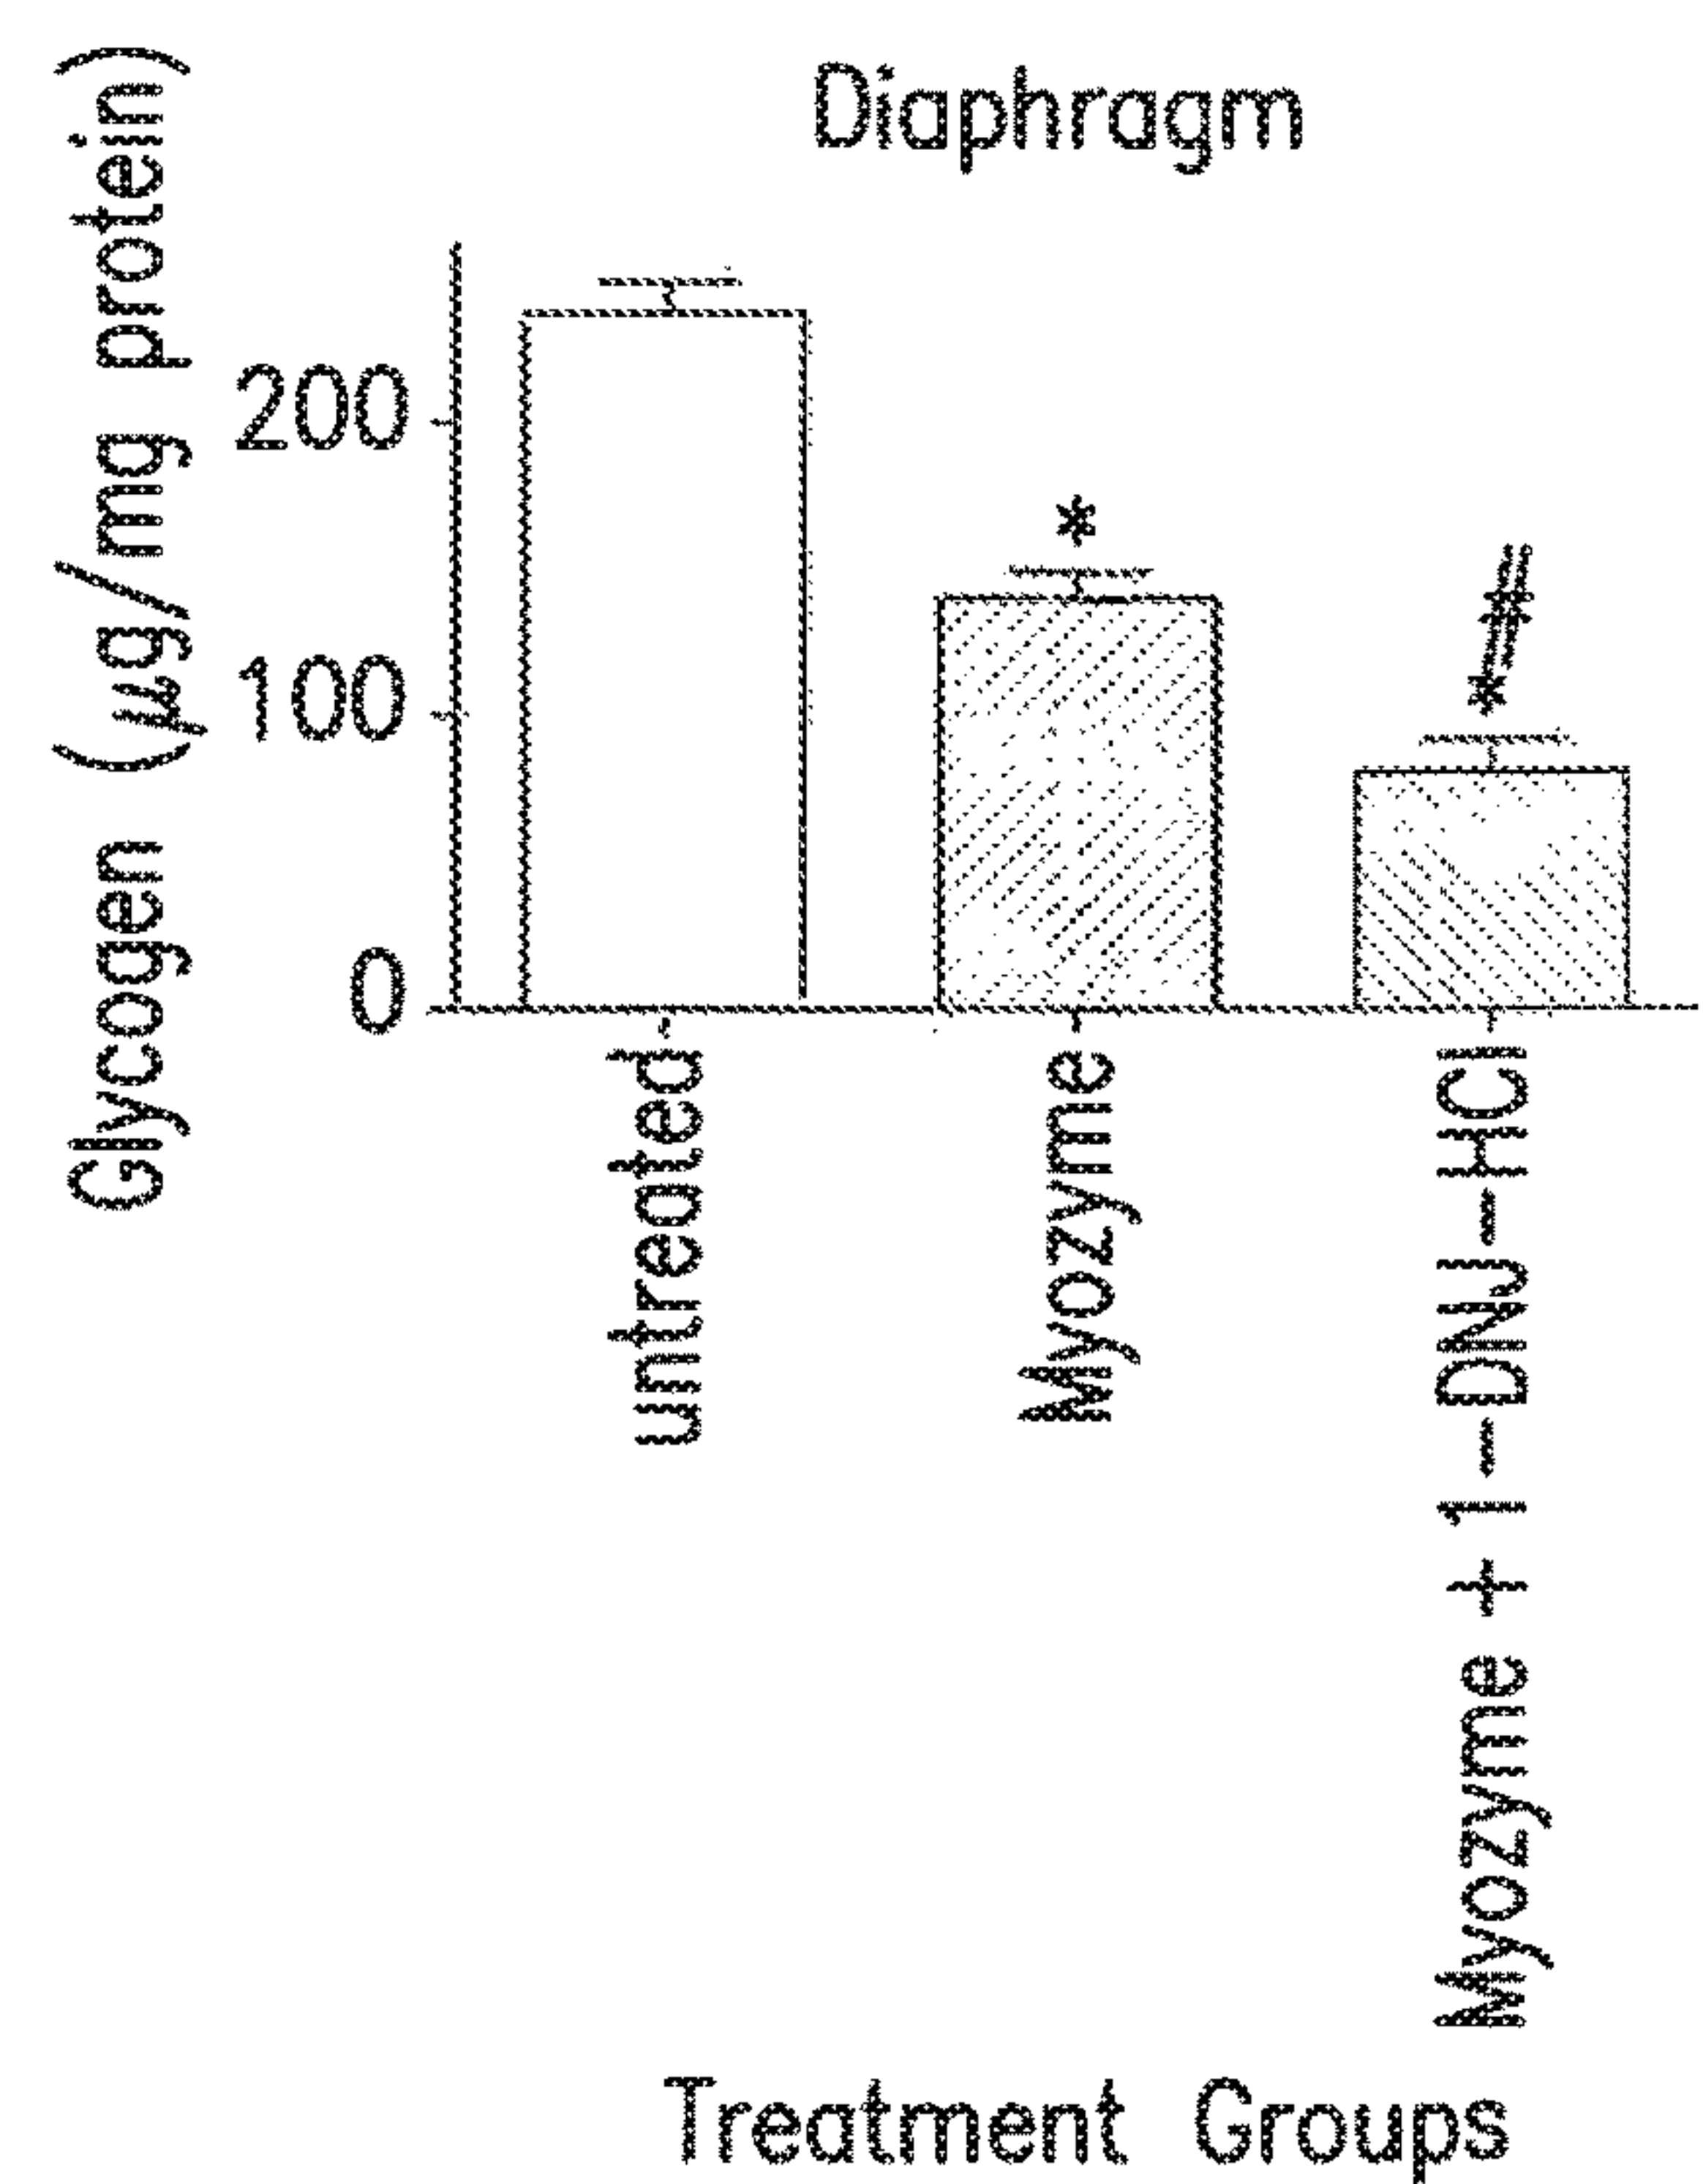 Diaphragm
Glycogen (μg/mg protein)
200
100
0
*
*#
untreated
Myozyme
Myozyme + 1-DNJ-HCl
Treatment Groups